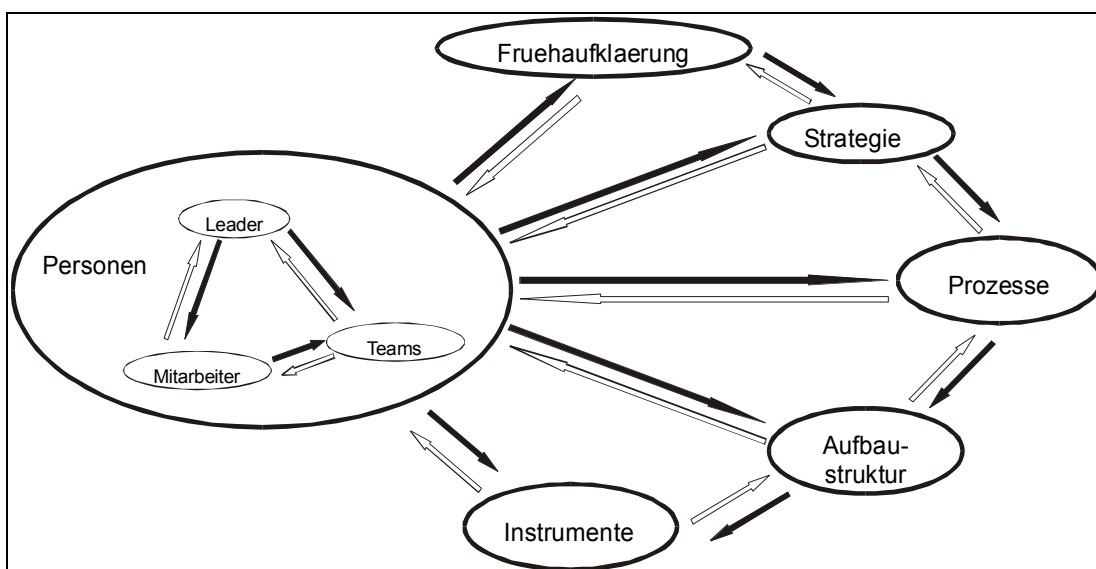 Fruehaufklaerung
Strategie
Leader
Personen
Prozesse
Teams
Mitarbeiter
Aufbau-
struktur
Instrumente